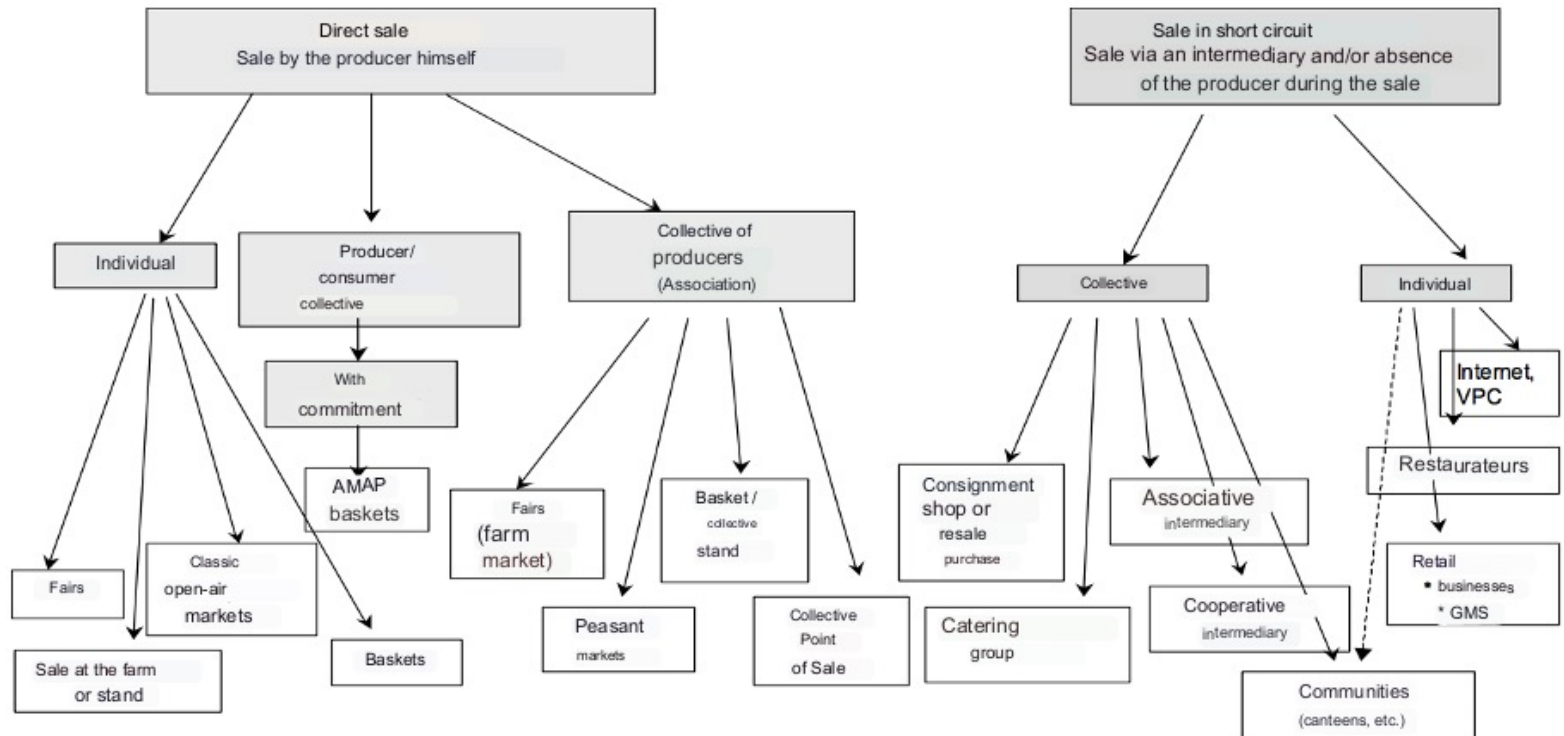 Direct sale
Sale by the producer himself
Sale in short circuit
Sale via an intermediary and/or absence
of the producer during the sale
Individual
Producer/
consumer
collective
Collective of
producers
(Association)
Collective
Individual
With
commitment
AMAP
baskets
Internet,
VPC
Restaurateurs
Fairs
(farm
market)
Basket /
collective
stand
Consignment
shop or
resale
purchase
Associative
intermediary
Retail
* businesses
* GMS
Fairs
Classic
open-air
markets
Sale at the farm
or stand
Baskets
Peasant
markets
Collective
Point
of Sale
Catering
group
Cooperative
intermediary
Communities
(canteens, etc.)